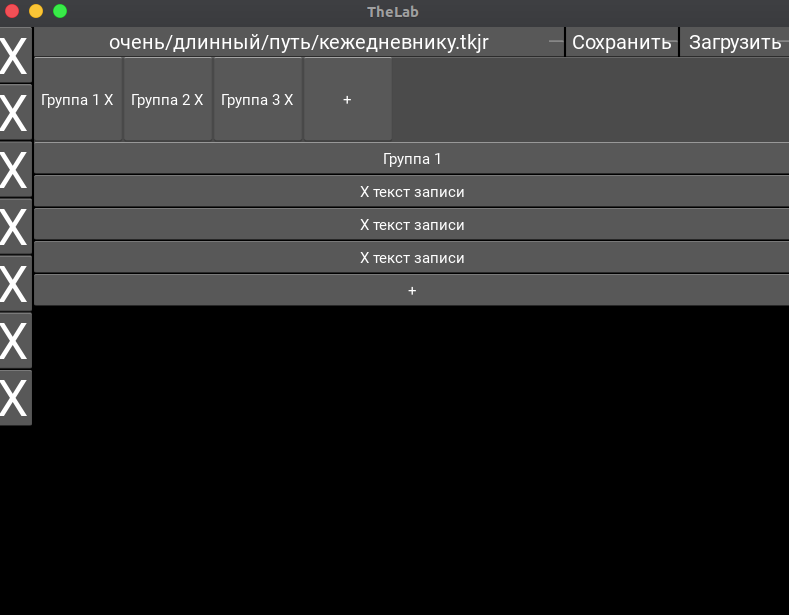 TheLab
X
очень/длинный/путь/кежедневнику.tkjr Сохранить Загрузить
X
Группа 1 X Группа 2 X Группа 3 X +
X
Группа 1
X текст записи
X
X текст записи
X текст записи
X
+
X
X